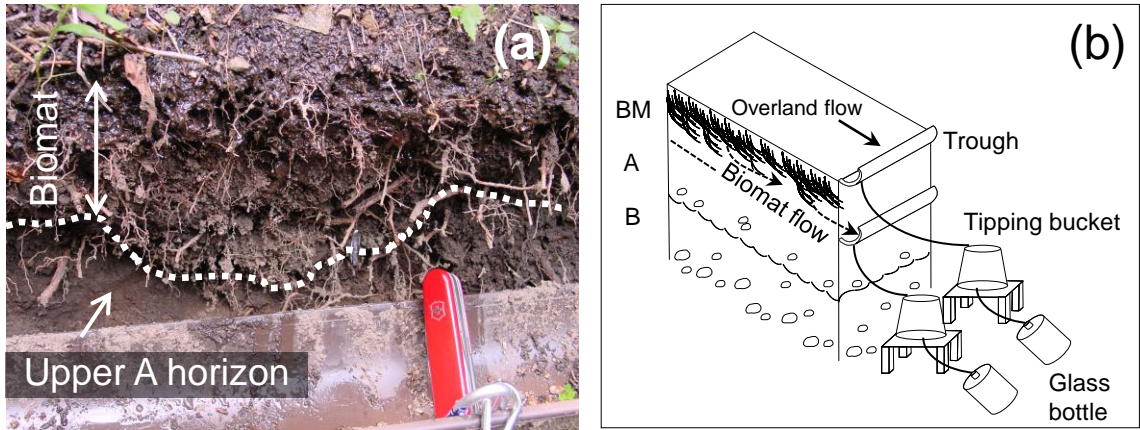 (a)
Biomat
Upper A horizon
(b)
BM
Overland flow
Trough
A
Biomat flow
B
Tipping bucket
Glass
bottle